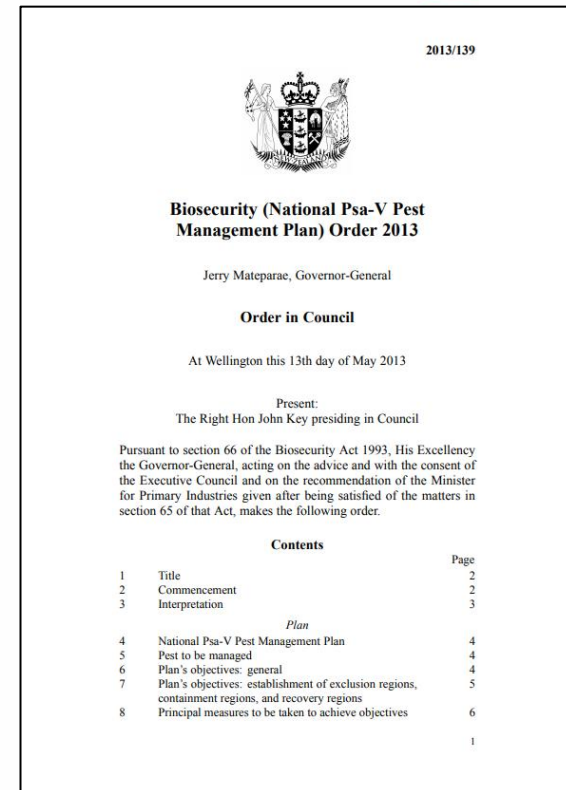 2013/139
NEW ZEALAND
Biosecurity (National Psa-V Pest
Management Plan) Order 2013
Jerry Mateparae, Governor-General
Order in Council
At Wellington this 13th day of May 2013
Present:
The Right Hon John Key presiding in Council
Pursuant to section 66 of the Biosecurity Act 1993, His Excellency
the Governor-General, acting on the advice and with the consent of
the Executive Council and on the recommendation of the Minister
for Primary Industries given after being satisfied of the matters in
section 65 of that Act, makes the following order.
Contents
Page
1 Title 2
2 Commencement 2
3 Interpretation 3
Plan
4 National Psa-V Pest Management Plan 4
5 Pest to be managed 4
6 Plan's objectives: general 4
7 Plan's objectives: establishment of exclusion regions, 5
containment regions, and recovery regions
8 Principal measures to be taken to achieve objectives 6
1